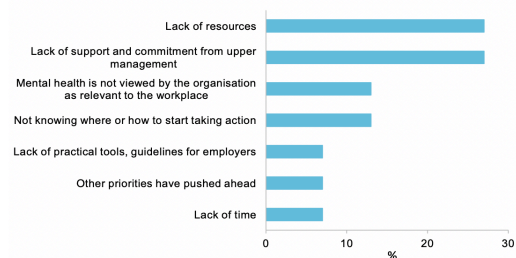 Lack of resources
Lack of support and commitment from upper
management
Mental health is not viewed by the organisation
as relevant to the workplace
Not knowing where or how to start taking action
Lack of practical tools, guidelines for employers
Other priorities have pushed ahead
Lack of time
0 10 20 30
%